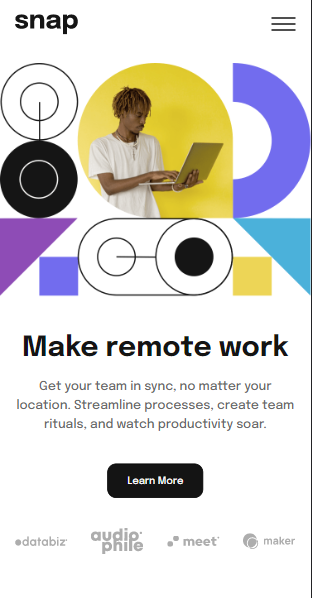 snap
Make remote work
Get your team in sync, no matter your
location. Streamline processes, create team
rituals, and watch productivity soar.
Learn More
databiz
audio
phile
meet
maker